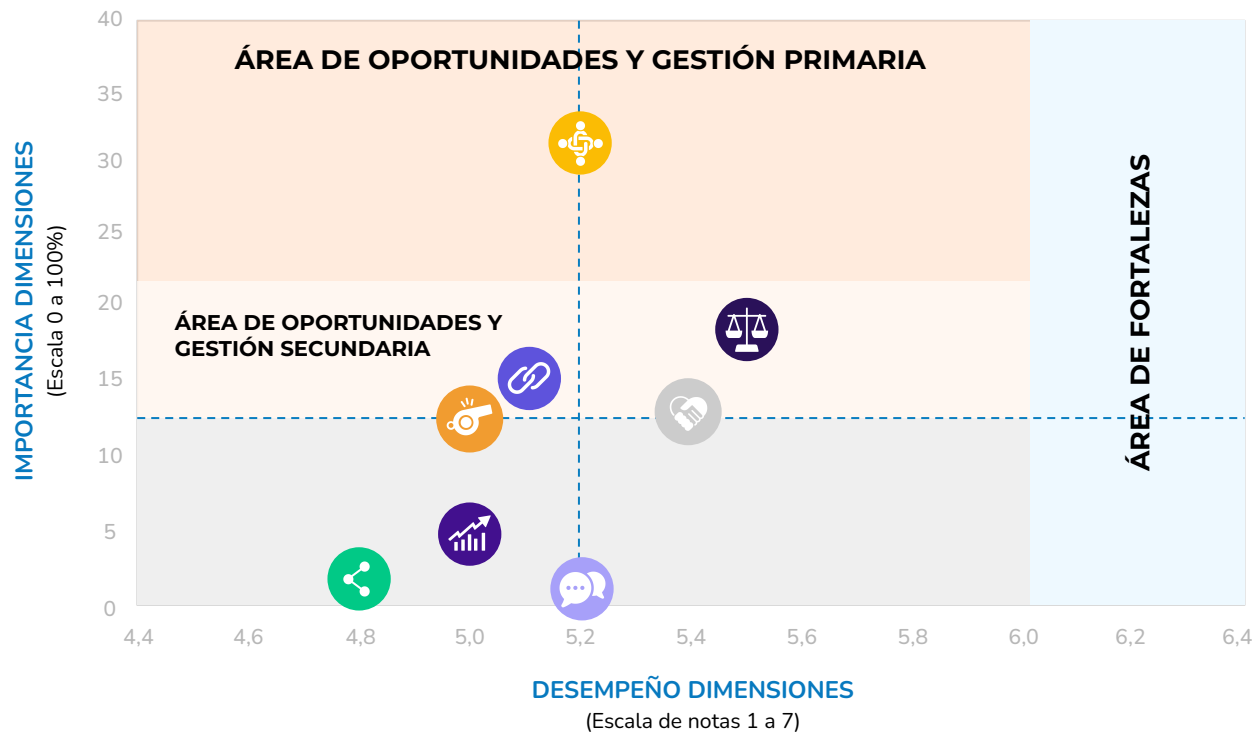 40
35
30
25
20
15
10
5
0
IMPORTANCIA DIMENSIONES
(Escala 0 a 100%)
ÁREA DE OPORTUNIDADES Y GESTIÓN PRIMARIA
ÁREA DE OPORTUNIDADES Y
GESTIÓN SECUNDARIA
ÁREA DE FORTALEZAS
4,4 4,6 4,8 5,0 5,2 5,4 5,6 5,8 6,0 6,2 6,4
DESEMPEÑO DIMENSIONES
(Escala de notas 1 a 7)